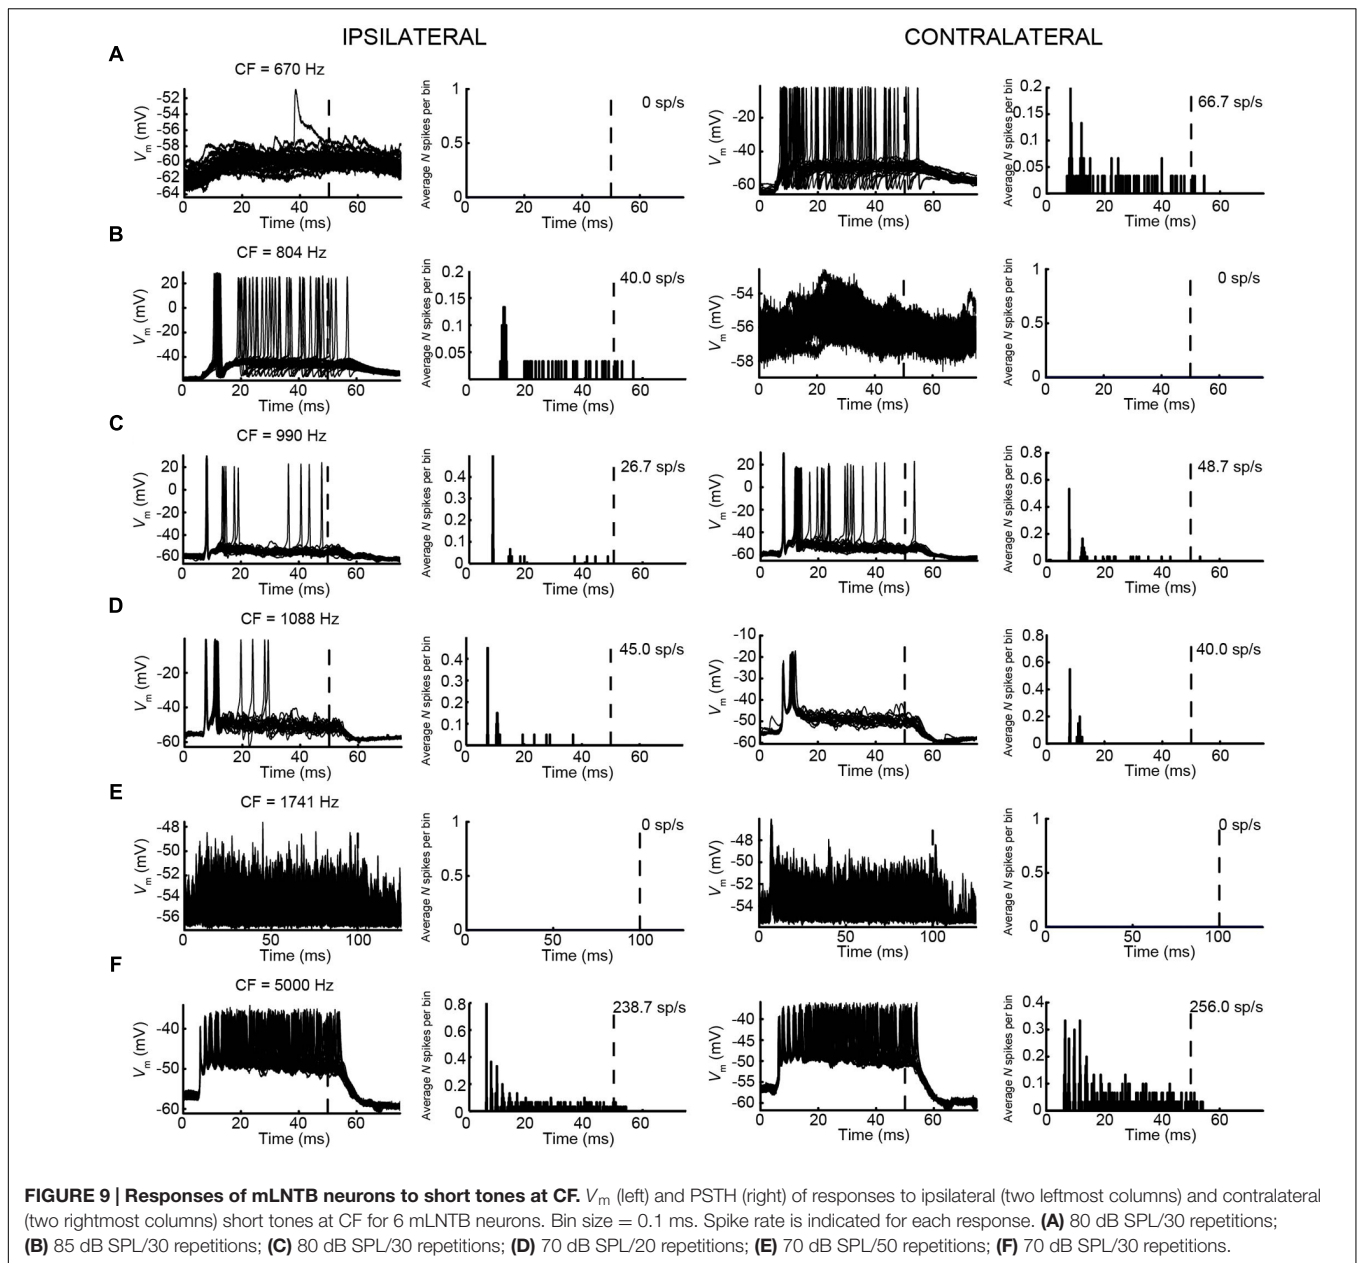 IPSILATERAL
CONTRALATERAL
A
CF = 670 Hz
-52
-54
-56
-58
-60
-62
-64
Vm (mV)
0 20 40 60
Time (ms)
1
0.5
0
Average N spikes per bin
0 sp/s
0 20 40 60
Time (ms)
-20
-40
-60
Vm (mV)
0 20 40 60
Time (ms)
0.2
0.15
0.1
0.05
0
Average N spikes per bin
66.7 sp/s
0 20 40 60
Time (ms)
B
CF = 804 Hz
20
0
-20
-40
Vm (mV)
0 20 40 60
Time (ms)
0.2
0.15
0.1
0.05
Average N spikes per bin
40.0 sp/s
0 20 40 60
Time (ms)
-54
-56
-58
Vm (mV)
0 20 40 60
Time (ms)
1
0.5
0
Average N spikes per bin
0 sp/s
0 20 40 60
Time (ms)
C
CF = 990 Hz
20
0
-20
-40
-60
Vm (mV)
0 20 40 60
Time (ms)
0.4
0.3
0.2
0.1
0
Average N spikes per bin
26.7 sp/s
0 20 40 60
Time (ms)
20
0
-20
-40
-60
Vm (mV)
0 20 40 60
Time (ms)
0.8
0.6
0.4
0.2
0
Average N spikes per bin
48.7 sp/s
0 20 40 60
Time (ms)
D
CF = 1088 Hz
-20
-40
-60
Vm (mV)
0 20 40 60
Time (ms)
0.4
0.3
0.2
0.1
0
Average N spikes per bin
45.0 sp/s
0 20 40 60
Time (ms)
-10
-20
-30
-40
-50
-60
Vm (mV)
0 20 40 60
Time (ms)
0.8
0.6
0.4
0.2
0
Average N spikes per bin
40.0 sp/s
0 20 40 60
Time (ms)
E
CF = 1741 Hz
-48
-50
-52
-54
-56
Vm (mV)
0 50 100
Time (ms)
1
0.5
0
Average N spikes per bin
0 sp/s
0 50 100
Time (ms)
-48
-50
-52
-54
Vm (mV)
0 50 100
Time (ms)
1
0.5
0
Average N spikes per bin
0 sp/s
0 50 100
Time (ms)
F
CF = 5000 Hz
-40
-50
-60
Vm (mV)
0 20 40 60
Time (ms)
0.8
0.6
0.4
0.2
0
Average N spikes per bin
238.7 sp/s
0 20 40 60
Time (ms)
-40
-45
-50
-55
-60
Vm (mV)
0 20 40 60
Time (ms)
0.4
0.3
0.2
0.1
0
Average N spikes per bin
256.0 sp/s
0 20 40 60
Time (ms)
FIGURE 9 | Responses of mLNTB neurons to short tones at CF. Vm (left) and PSTH (right) of responses to ipsilateral (two leftmost columns) and contralateral
(two rightmost columns) short tones at CF for 6 mLNTB neurons. Bin size = 0.1 ms. Spike rate is indicated for each response. (A) 80 dB SPL/30 repetitions;
(B) 85 dB SPL/30 repetitions; (C) 80 dB SPL/30 repetitions; (D) 70 dB SPL/20 repetitions; (E) 70 dB SPL/50 repetitions; (F) 70 dB SPL/30 repetitions.